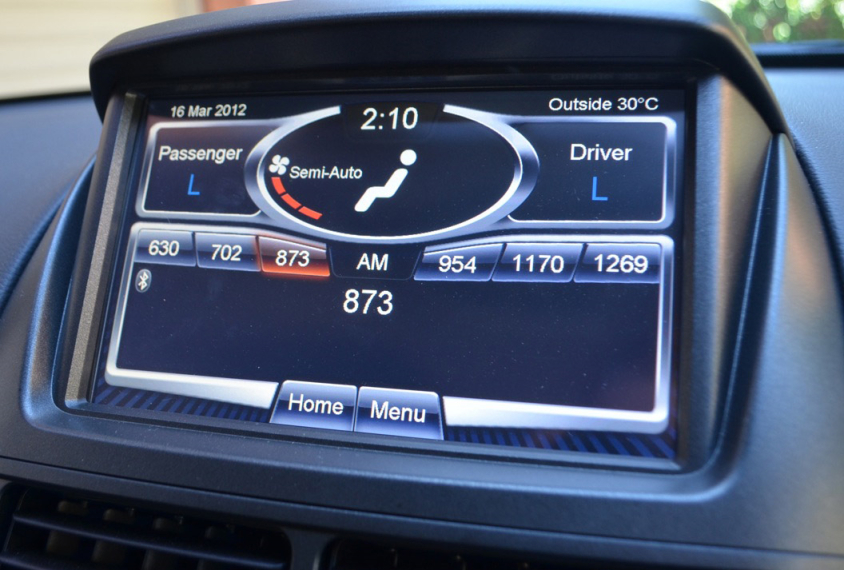 16 Mar 2012
2:10
Outside 30°C
Passenger
L
Semi-Auto
Driver
L
630 702 873 AM 954 1170 1269
873
Home Menu